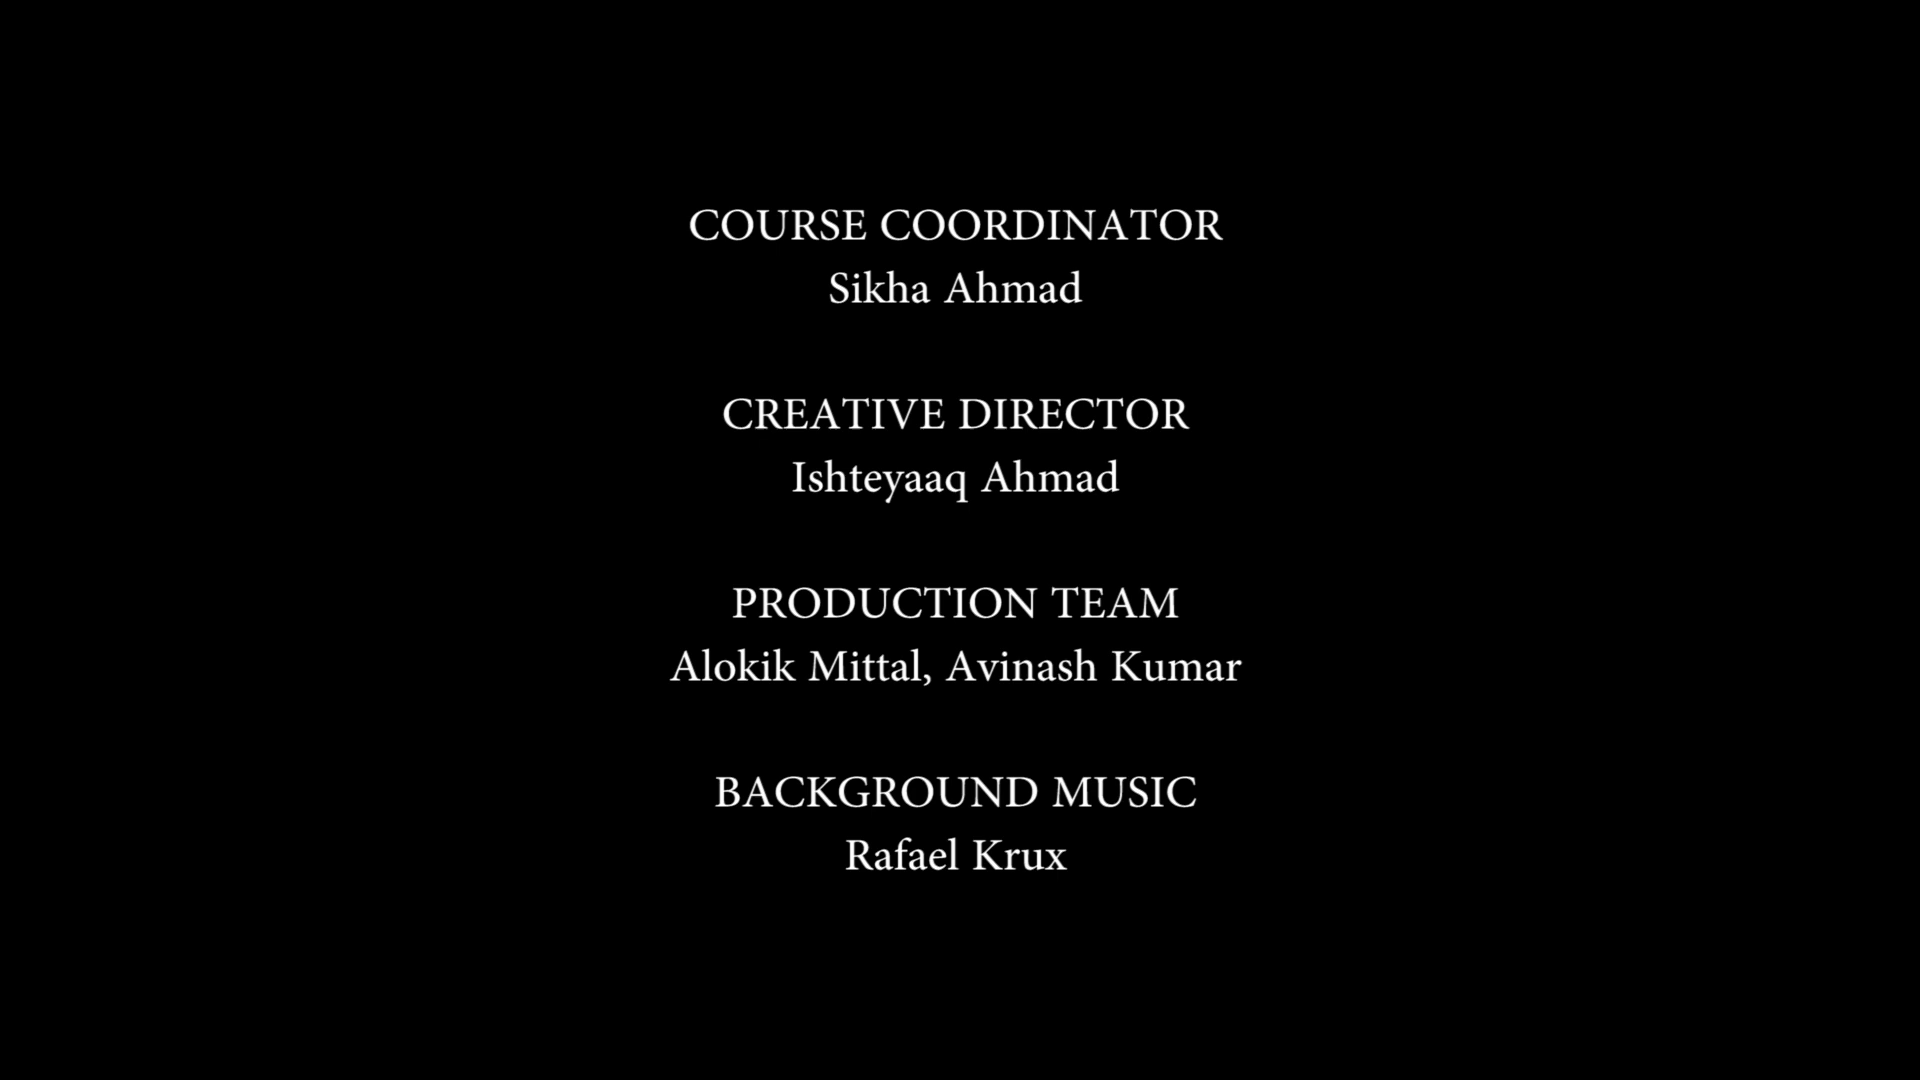 COURSE COORDINATOR
Sikha Ahmad
CREATIVE DIRECTOR
Ishteyaaq Ahmad
PRODUCTION TEAM
Alokik Mittal, Avinash Kumar
BACKGROUND MUSIC
Rafael Krux